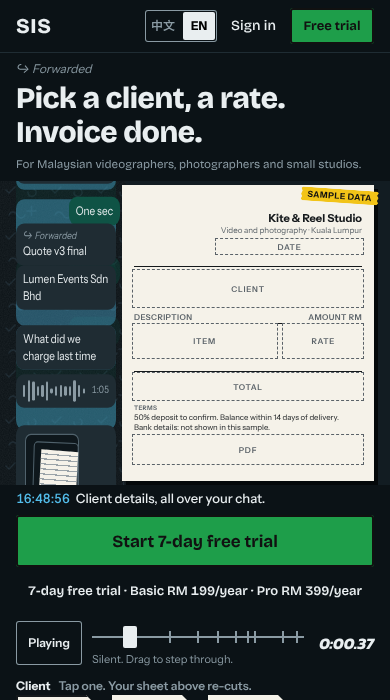 SIS
中文 EN
Sign in
Free trial
↪ Forwarded
Pick a client, a rate.
Invoice done.
For Malaysian videographers, photographers and small studios.
One sec
↪ Forwarded
Quote v3 final
Lumen Events Sdn
Bhd
What did we
charge last time
1:05
SAMPLE DATA
Kite & Reel Studio
Video and photography · Kuala Lumpur
DATE
CLIENT
DESCRIPTION AMOUNT RM
ITEM RATE
TOTAL
TERMS
50% deposit to confirm. Balance within 14 days of delivery.
Bank details: not shown in this sample.
PDF
16:48:56 Client details, all over your chat.
Start 7-day free trial
7-day free trial · Basic RM 199/year · Pro RM 399/year
Playing
0:00.37
Silent. Drag to step through.
Client Tap one. Your sheet above re-cuts.